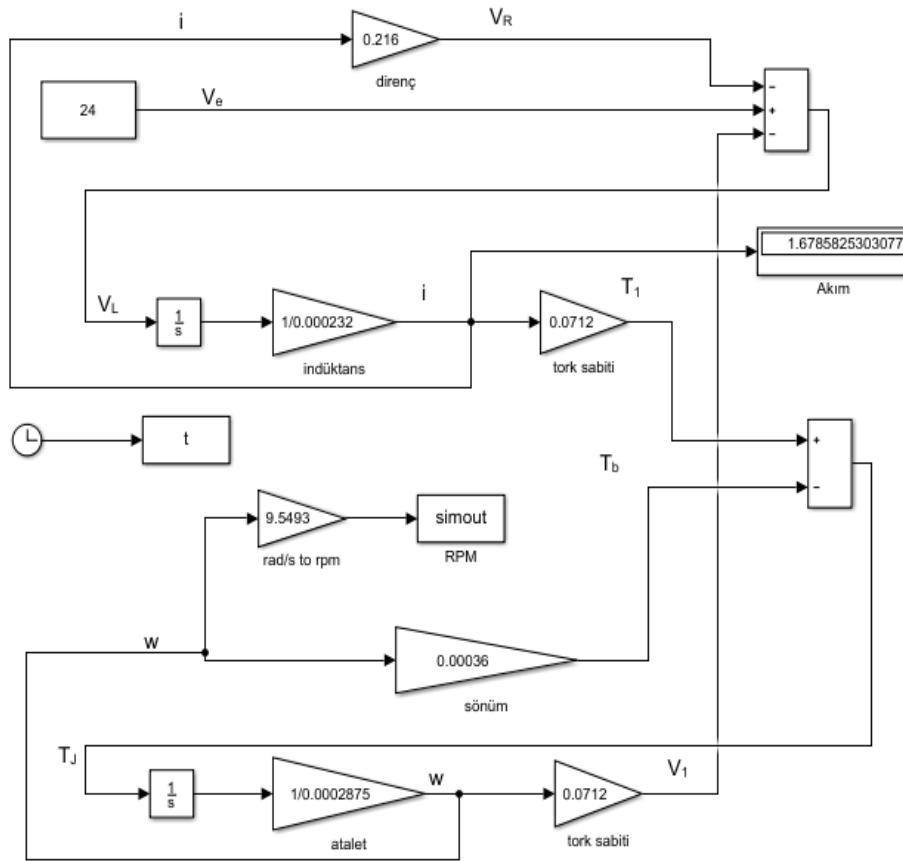 i
V_R
0.216
direnç
24
V_e
−
+
−
1.6785825303077
Akım
V_L
1
s
1/0.000232
indüktans
i
0.0712
tork sabiti
T_1
t
T_b
+
−
9.5493
rad/s to rpm
simout
RPM
w
0.00036
sönüm
T_J
1
s
1/0.0002875
atalet
w
0.0712
tork sabiti
V_1